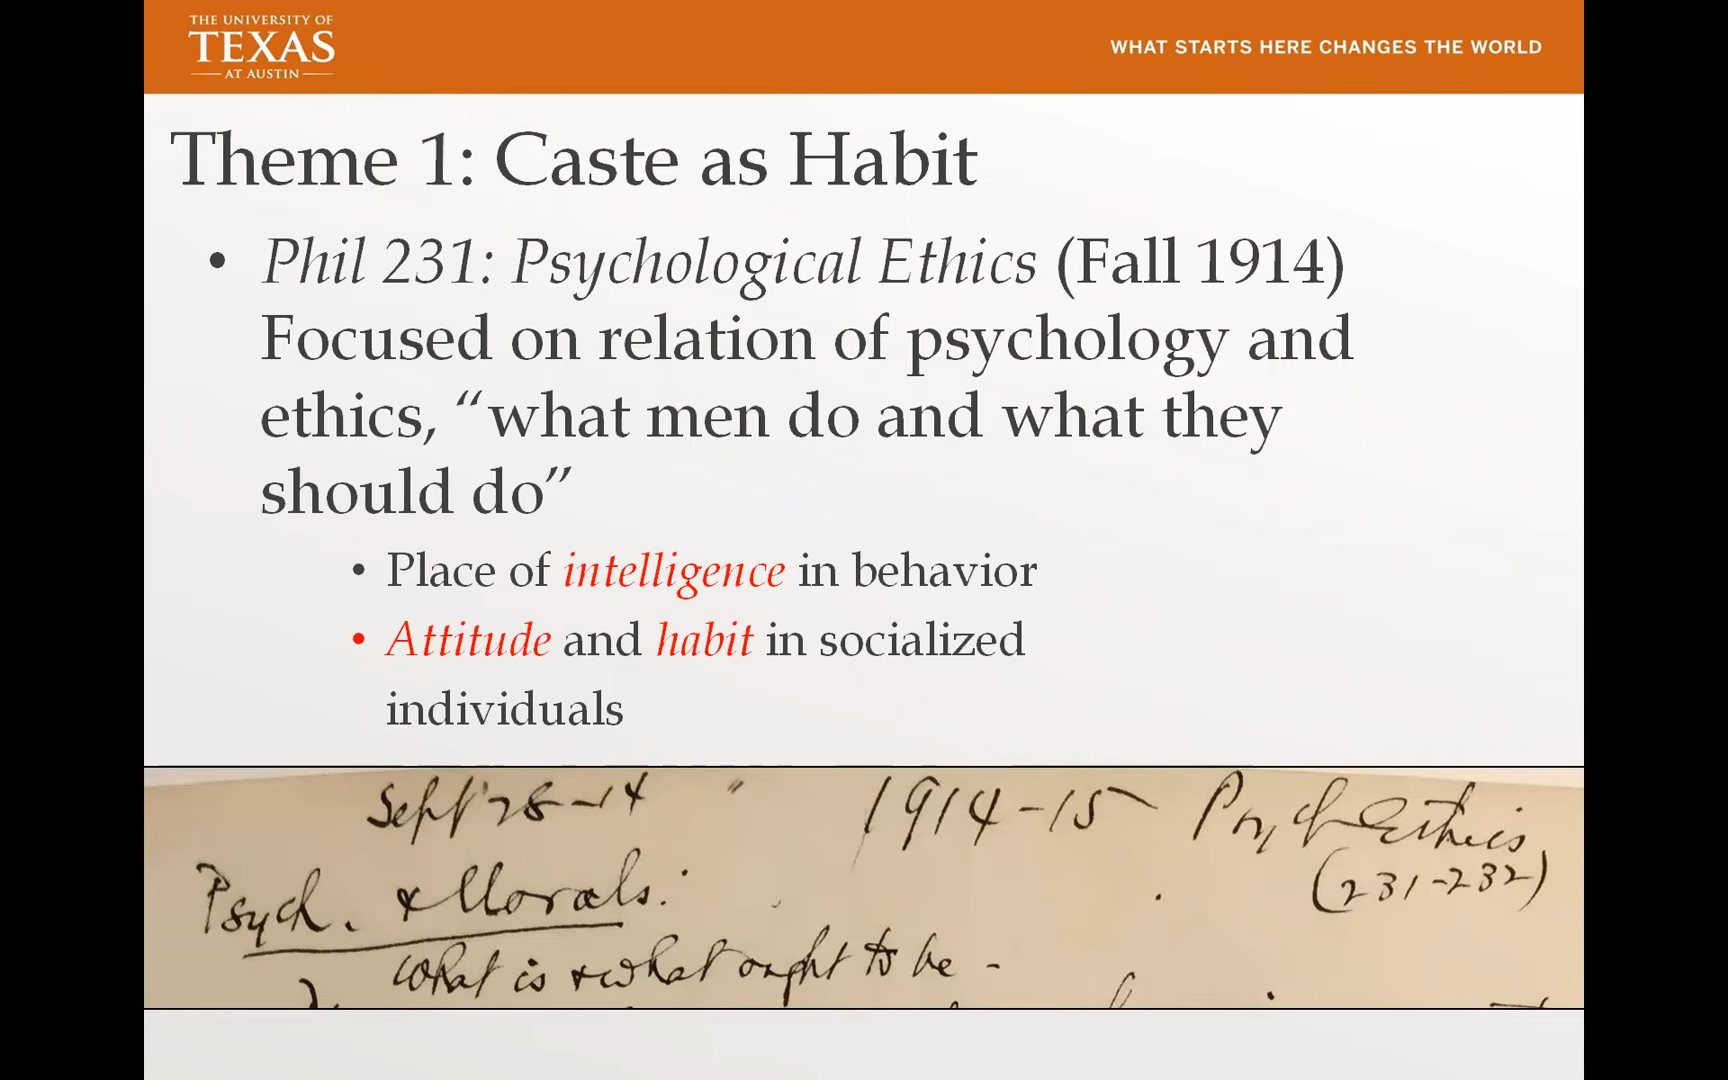 THE UNIVERSITY OF
TEXAS
AT AUSTIN
WHAT STARTS HERE CHANGES THE WORLD
Theme 1: Caste as Habit
• Phil 231: Psychological Ethics (Fall 1914)
Focused on relation of psychology and
ethics, “what men do and what they
should do”
• Place of intelligence in behavior
• Attitude and habit in socialized
individuals
Sept 28-14 " 1914-15 Psych Ethics
(231-232)
Psych. & Morals:
What is & what ought to be -